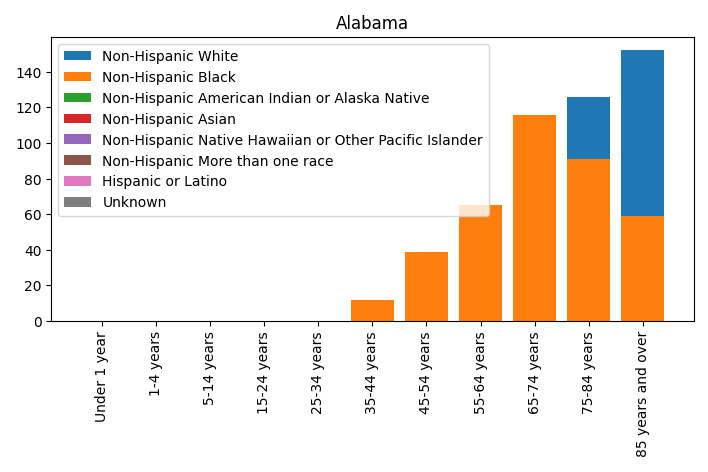 Alabama
Non-Hispanic White
Non-Hispanic Black
Non-Hispanic American Indian or Alaska Native
Non-Hispanic Asian
Non-Hispanic Native Hawaiian or Other Pacific Islander
Non-Hispanic More than one race
Hispanic or Latino
Unknown
140
120
100
80
60
40
20
0
Under 1 year
1-4 years
5-14 years
15-24 years
25-34 years
35-44 years
45-54 years
55-64 years
65-74 years
75-84 years
85 years and over